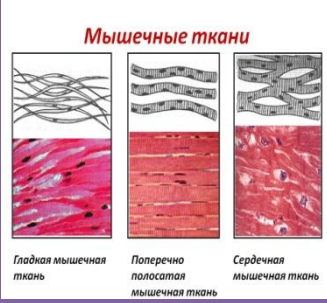 Мышечные ткани
Гладкая мышечная
ткань
Поперечно
полосатая
мышечная ткань
Сердечная
мышечная ткань